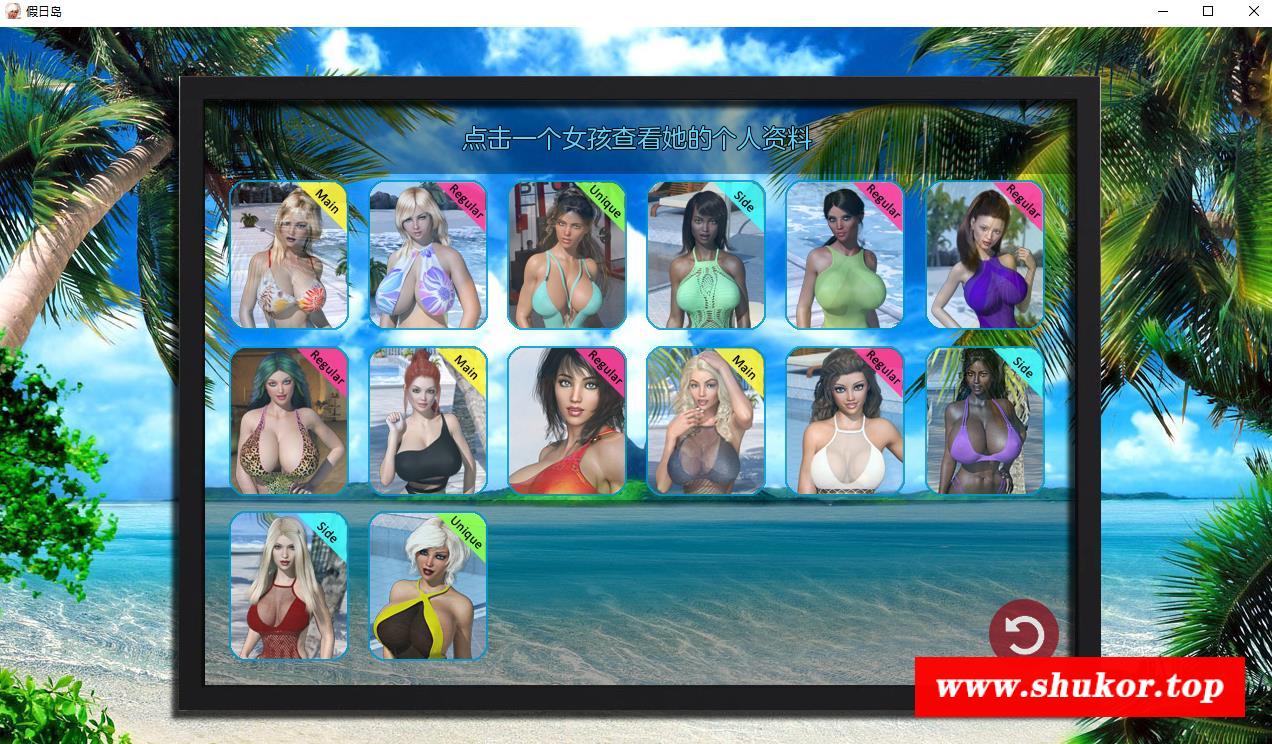 假日岛
点击一个女孩查看她的个人资料
Main
Regular
Unique
Side
Regular
Regular
Regular
Main
Regular
Main
Regular
Side
Side
Unique
www.shukor.top